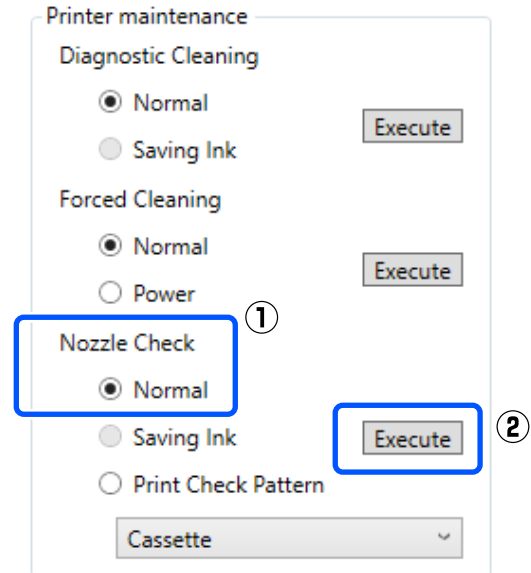 Printer maintenance
Diagnostic Cleaning
Normal
Execute
Saving Ink
Forced Cleaning
Normal
Execute
Power
①
Nozzle Check
Normal
Saving Ink
Execute
②
Print Check Pattern
Cassette